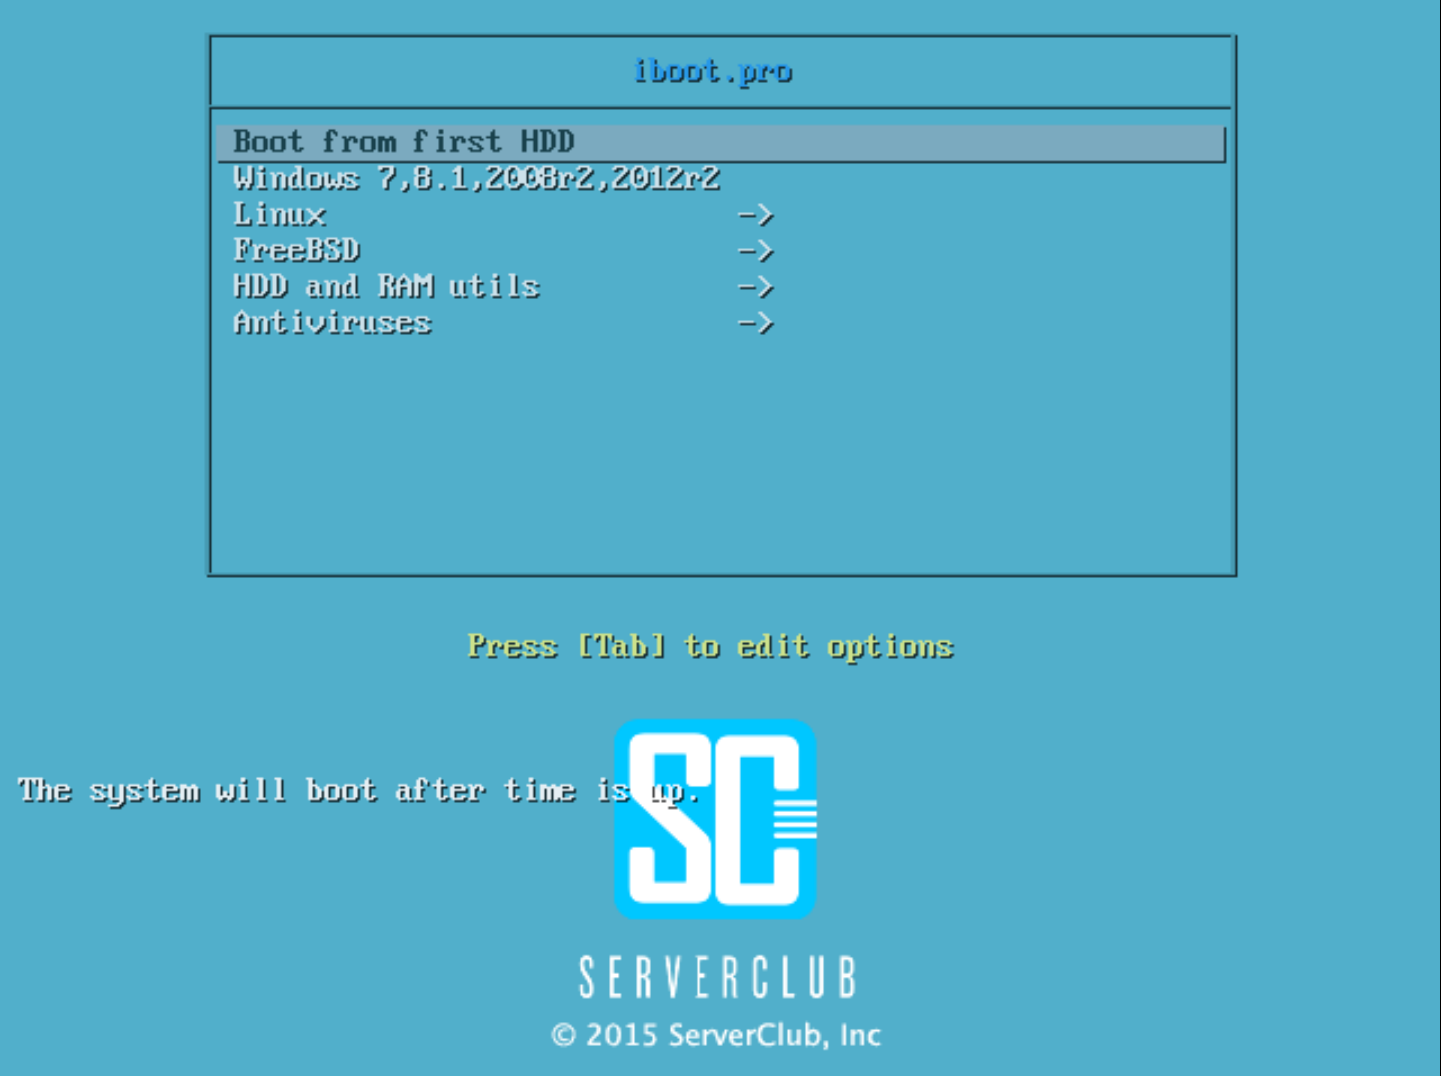 iboot.pro
Boot from first HDD
Windows 7,8.1,2008r2,2012r2
Linux ->
FreeBSD ->
HDD and RAM utils ->
Antiviruses ->
Press [Tab] to edit options
The system will boot after time is up.
SC
SERVERCLUB
© 2015 ServerClub, Inc